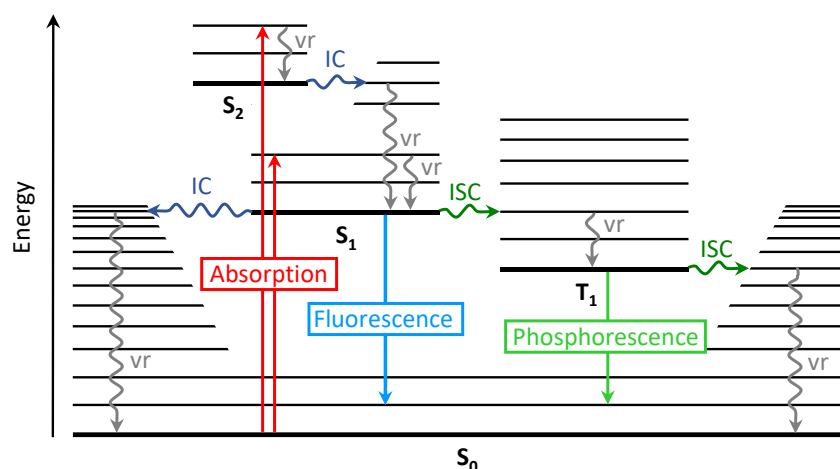 vr
IC
S2
vr
vr
IC
ISC
S1
vr
ISC
Energy
Absorption
T1
Fluorescence
Phosphorescence
vr
vr
S0